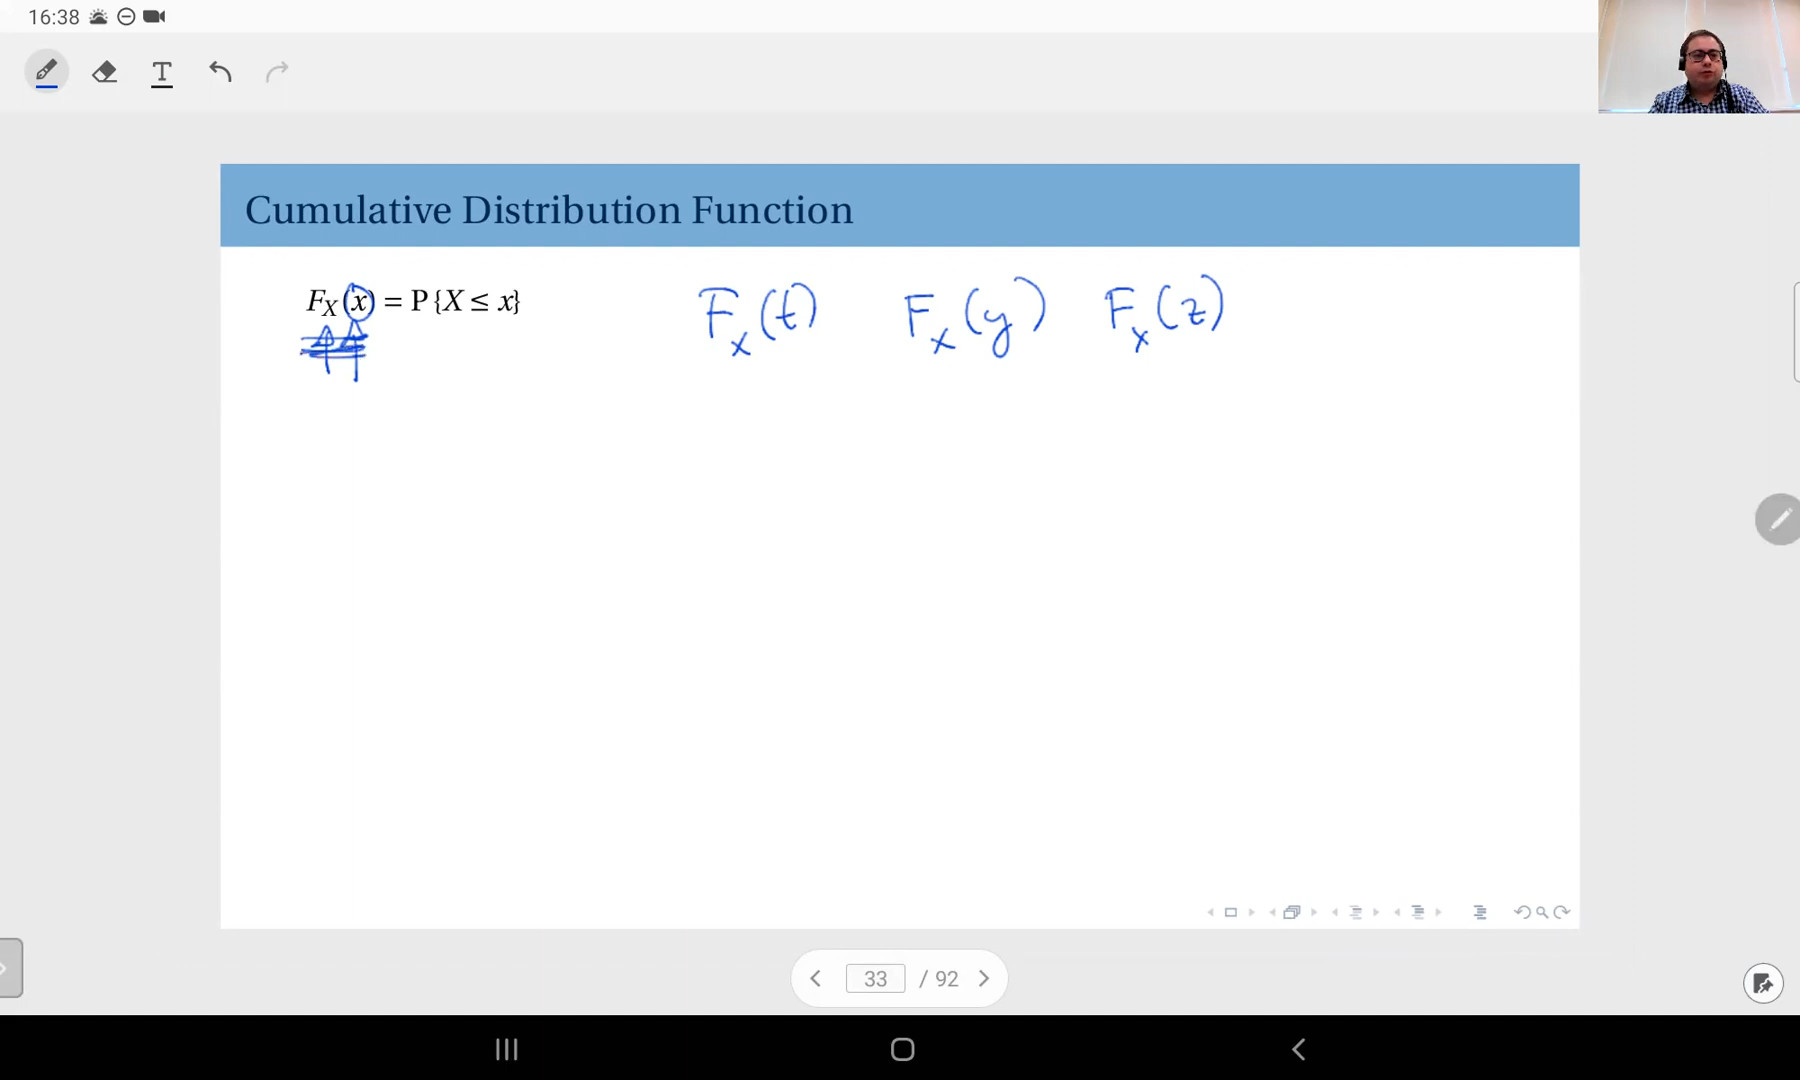 16:38
T
Cumulative Distribution Function
F_X(x) = P{X ≤ x} F_X(t) F_X(y) F_X(z)
33 / 92